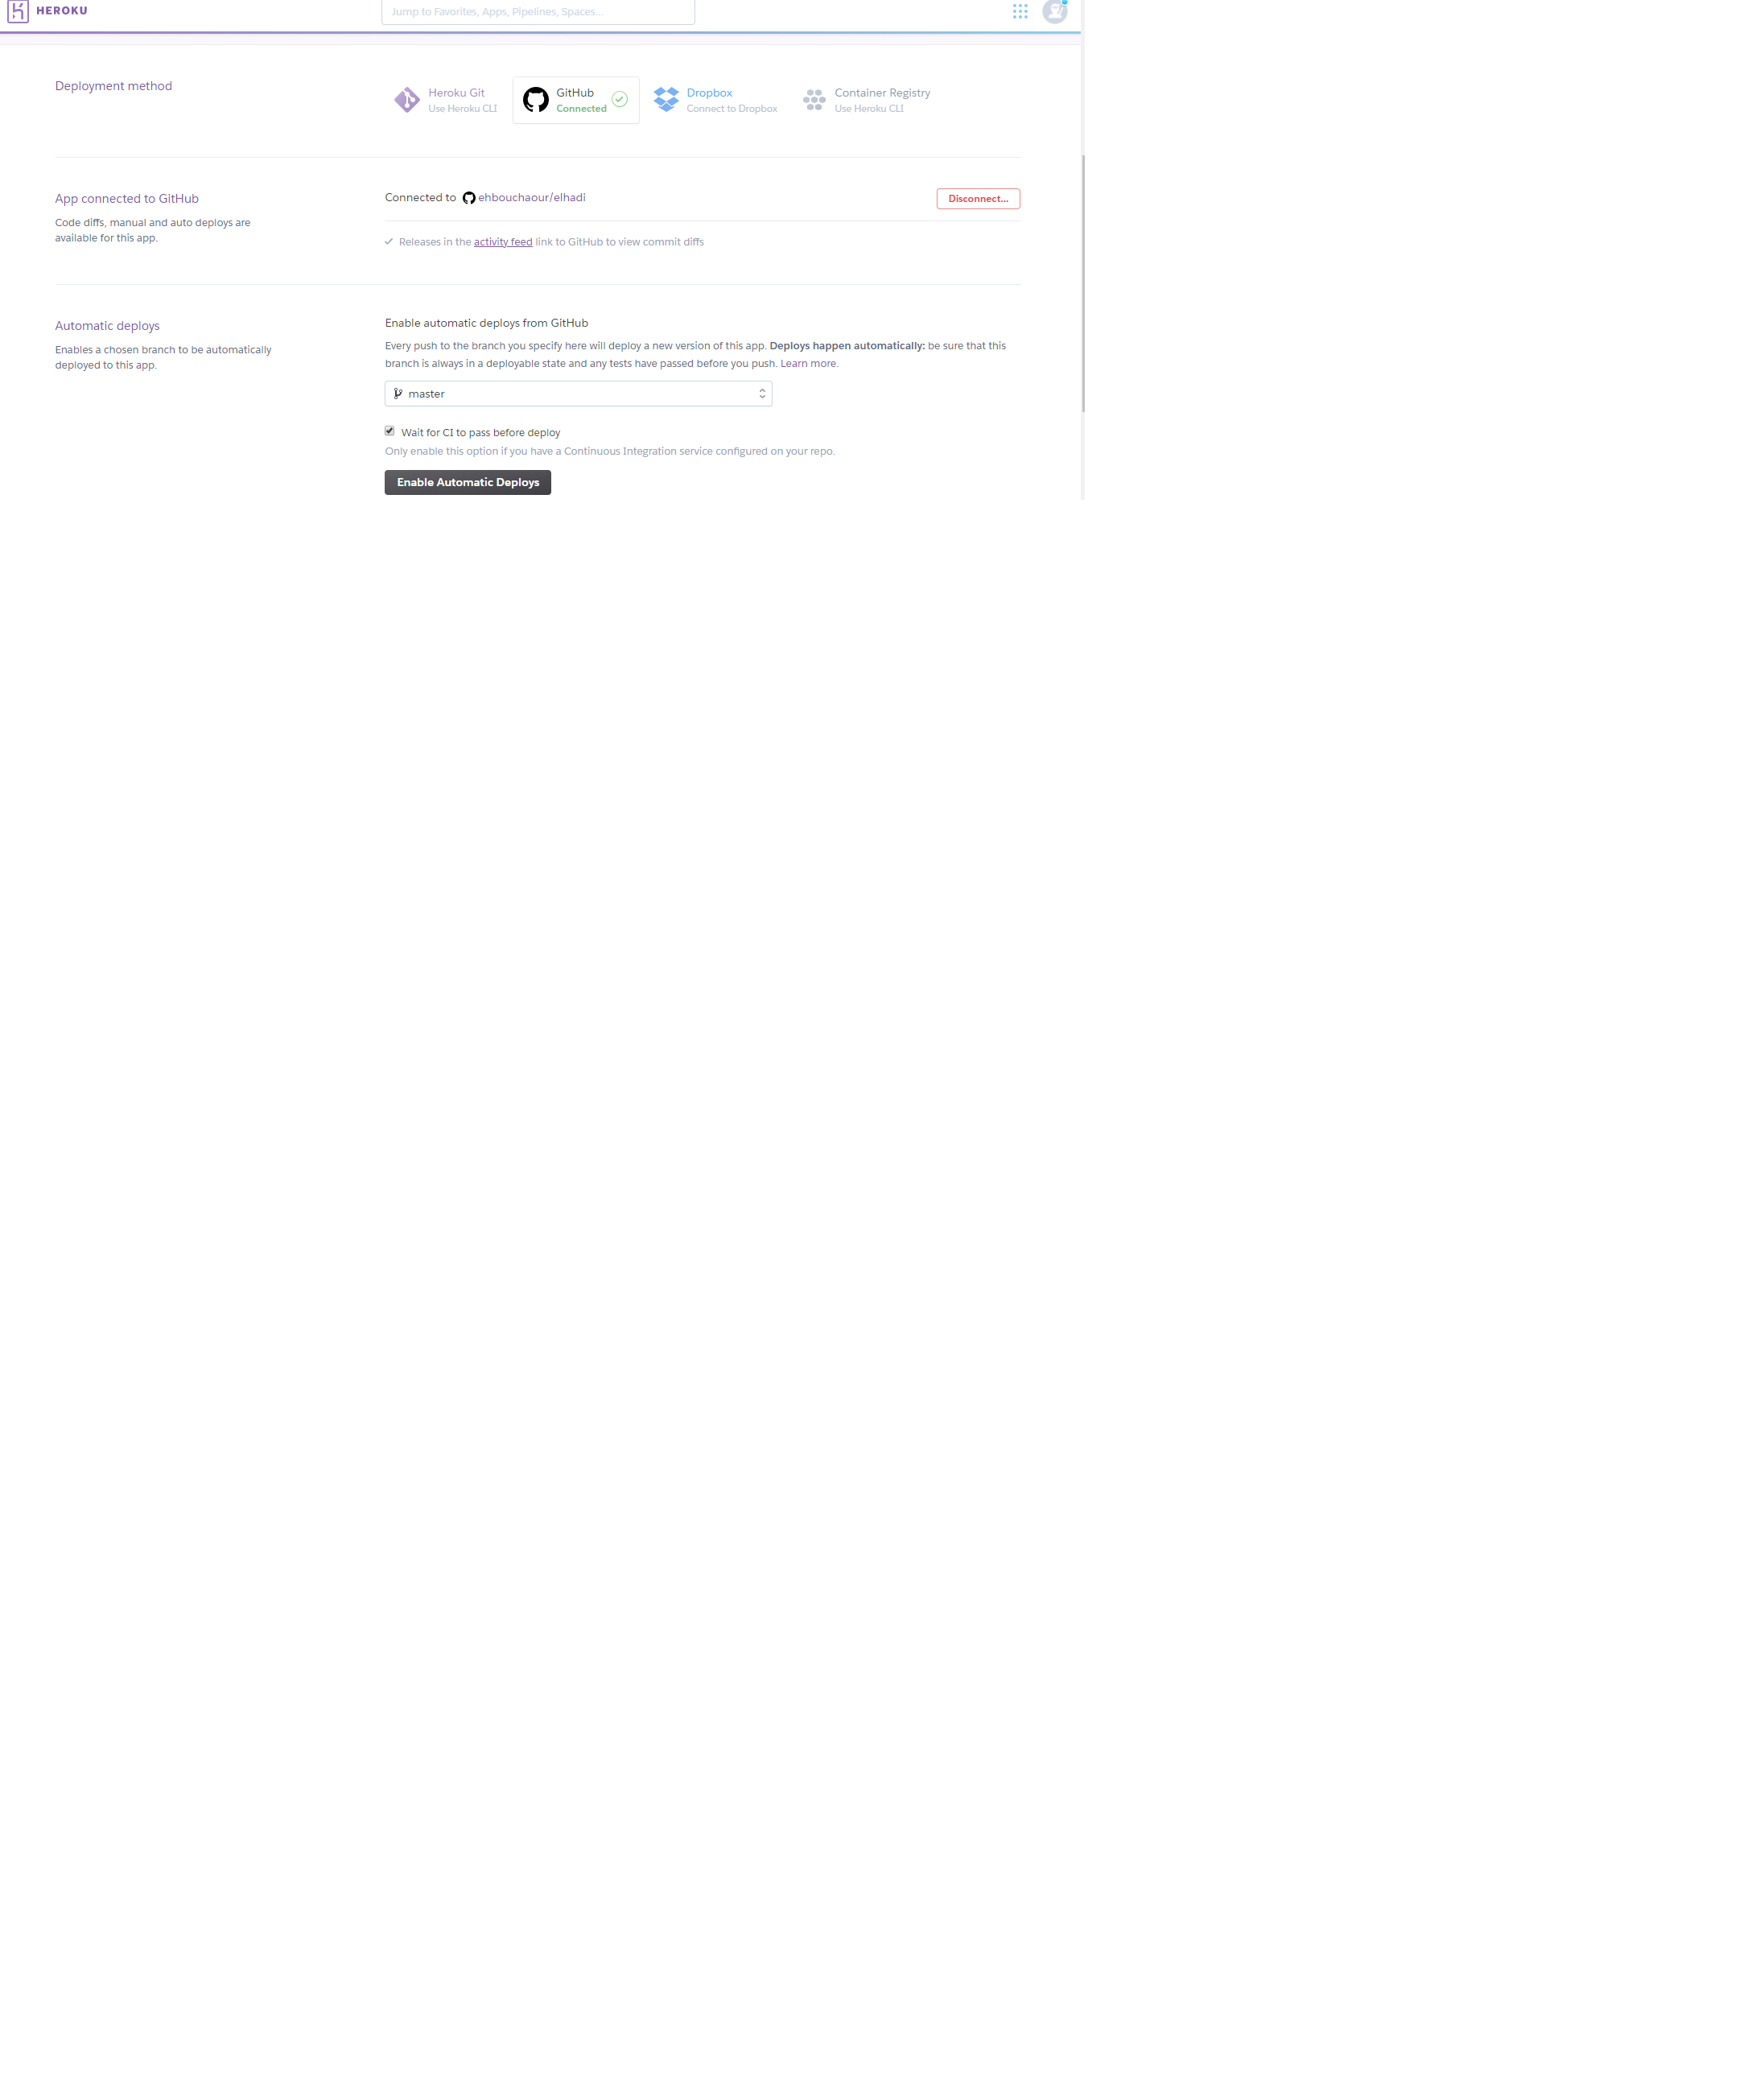 HEROKU
Jump to Favorites, Apps, Pipelines, Spaces...
Deployment method
Heroku Git
Use Heroku CLI
GitHub
Connected
Dropbox
Connect to Dropbox
Container Registry
Use Heroku CLI
App connected to GitHub
Code diffs, manual and auto deploys are
available for this app.
Connected to ehbouchaour/elhadi
Disconnect...
Releases in the activity feed link to GitHub to view commit diffs
Automatic deploys
Enables a chosen branch to be automatically
deployed to this app.
Enable automatic deploys from GitHub
Every push to the branch you specify here will deploy a new version of this app. Deploys happen automatically: be sure that this
branch is always in a deployable state and any tests have passed before you push. Learn more.
master
Wait for CI to pass before deploy
Only enable this option if you have a Continuous Integration service configured on your repo.
Enable Automatic Deploys